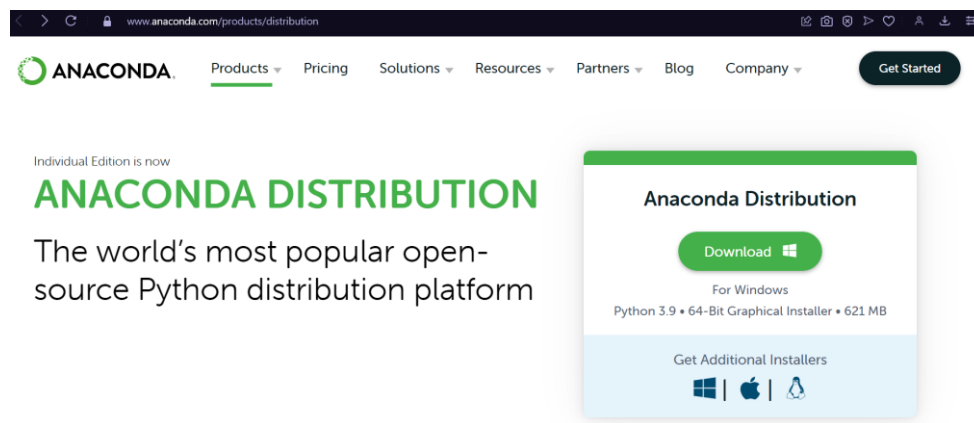 www.anaconda.com/products/distribution
ANACONDA.
Products Pricing Solutions Resources Partners Blog Company Get Started
Individual Edition is now
ANACONDA DISTRIBUTION
The world's most popular open-
source Python distribution platform
Anaconda Distribution
Download
For Windows
Python 3.9 • 64-Bit Graphical Installer • 621 MB
Get Additional Installers
| |